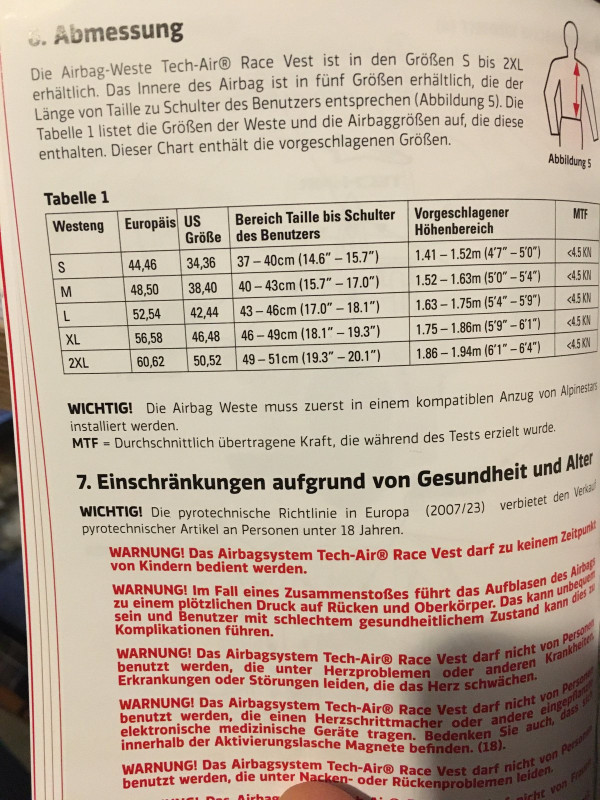 6. Abmessung
Die Airbag-Weste Tech-Air® Race Vest ist in den Größen S bis 2XL
erhältlich. Das Innere des Airbag ist in fünf Größen erhältlich, die der
Länge von Taille zu Schulter des Benutzers entsprechen (Abbildung 5). Die
Tabelle 1 listet die Größen der Weste und die Airbaggrößen auf, die diese
enthalten. Dieser Chart enthält die vorgeschlagenen Größen.
Abbildung 5
Tabelle 1
Westeng Europäis US Größe Bereich Taille bis Schulter des Benutzers Vorgeschlagener Höhenbereich MTF
S 44,46 34,36 37 – 40cm (14.6” – 15.7”) 1.41 – 1.52m (4’7” – 5’0”) <4.5 KN
M 48,50 38,40 40 – 43cm (15.7” – 17.0”) 1.52 – 1.63m (5’0” – 5’4”) <4.5 KN
L 52,54 42,44 43 – 46cm (17.0” – 18.1”) 1.63 – 1.75m (5’4” – 5’9”) <4.5 KN
XL 56,58 46,48 46 – 49cm (18.1” – 19.3”) 1.75 – 1.86m (5’9” – 6’1”) <4.5 KN
2XL 60,62 50,52 49 – 51cm (19.3” – 20.1”) 1.86 – 1.94m (6’1” – 6’4”) <4.5 KN
WICHTIG! Die Airbag Weste muss zuerst in einem kompatiblen Anzug von Alpinestars
installiert werden.
MTF = Durchschnittlich übertragene Kraft, die während des Tests erzielt wurde.
7. Einschränkungen aufgrund von Gesundheit und Alter
WICHTIG! Die pyrotechnische Richtlinie in Europa (2007/23) verbietet den Verkauf
pyrotechnischer Artikel an Personen unter 18 Jahren.
WARNUNG! Das Airbagsystem Tech-Air® Race Vest darf zu keinem Zeitpunkt
von Kindern bedient werden.
WARNUNG! Im Fall eines Zusammenstoßes führt das Aufblasen des Airbags
zu einem plötzlichen Druck auf Rücken und Oberkörper. Das kann unbequem
sein und Benutzer mit schlechtem gesundheitlichem Zustand kann dies zu
Komplikationen führen.
WARNUNG! Das Airbagsystem Tech-Air® Race Vest darf nicht von Personen
benutzt werden, die unter Herzproblemen oder anderen Krankheiten,
Erkrankungen oder Störungen leiden, die das Herz schwächen.
WARNUNG! Das Airbagsystem Tech-Air® Race Vest darf nicht von Personen
benutzt werden, die einen Herzschrittmacher oder andere eingepflanzte
elektronische medizinische Geräte tragen. Bedenken Sie auch, dass sich
innerhalb der Aktivierungslasche Magnete befinden. (18).
WARNUNG! Das Airbagsystem Tech-Air® Race Vest darf nicht von Personen
benutzt werden, die unter Nacken- oder Rückenproblemen leiden.
Race Vest darf nicht von